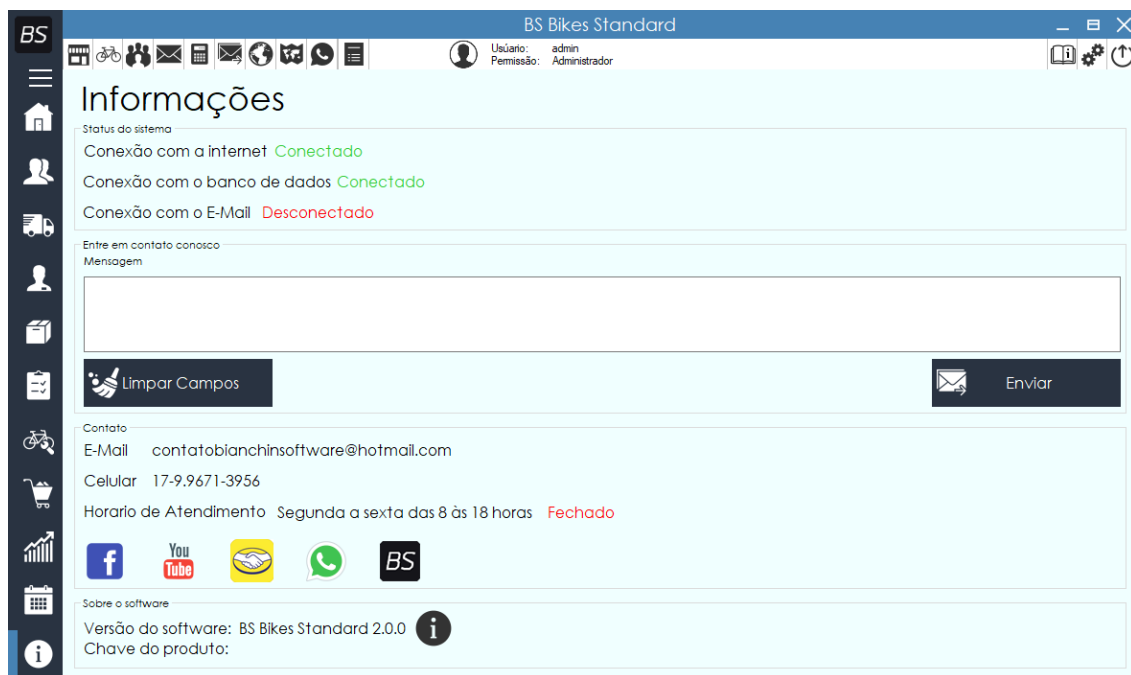 BS
BS Bikes Standard
Usúario: admin
Permissão: Administrador
Informações
Status do sistema
Conexão com a internet Conectado
Conexão com o banco de dados Conectado
Conexão com o E-Mail Desconectado
Entre em contato conosco
Mensagem
Limpar Campos
Enviar
Contato
E-Mail contatobianchinsoftware@hotmail.com
Celular 17-9.9671-3956
Horario de Atendimento Segunda a sexta das 8 às 18 horas Fechado
f
You
Tube
BS
Sobre o software
Versão do software: BS Bikes Standard 2.0.0
Chave do produto: